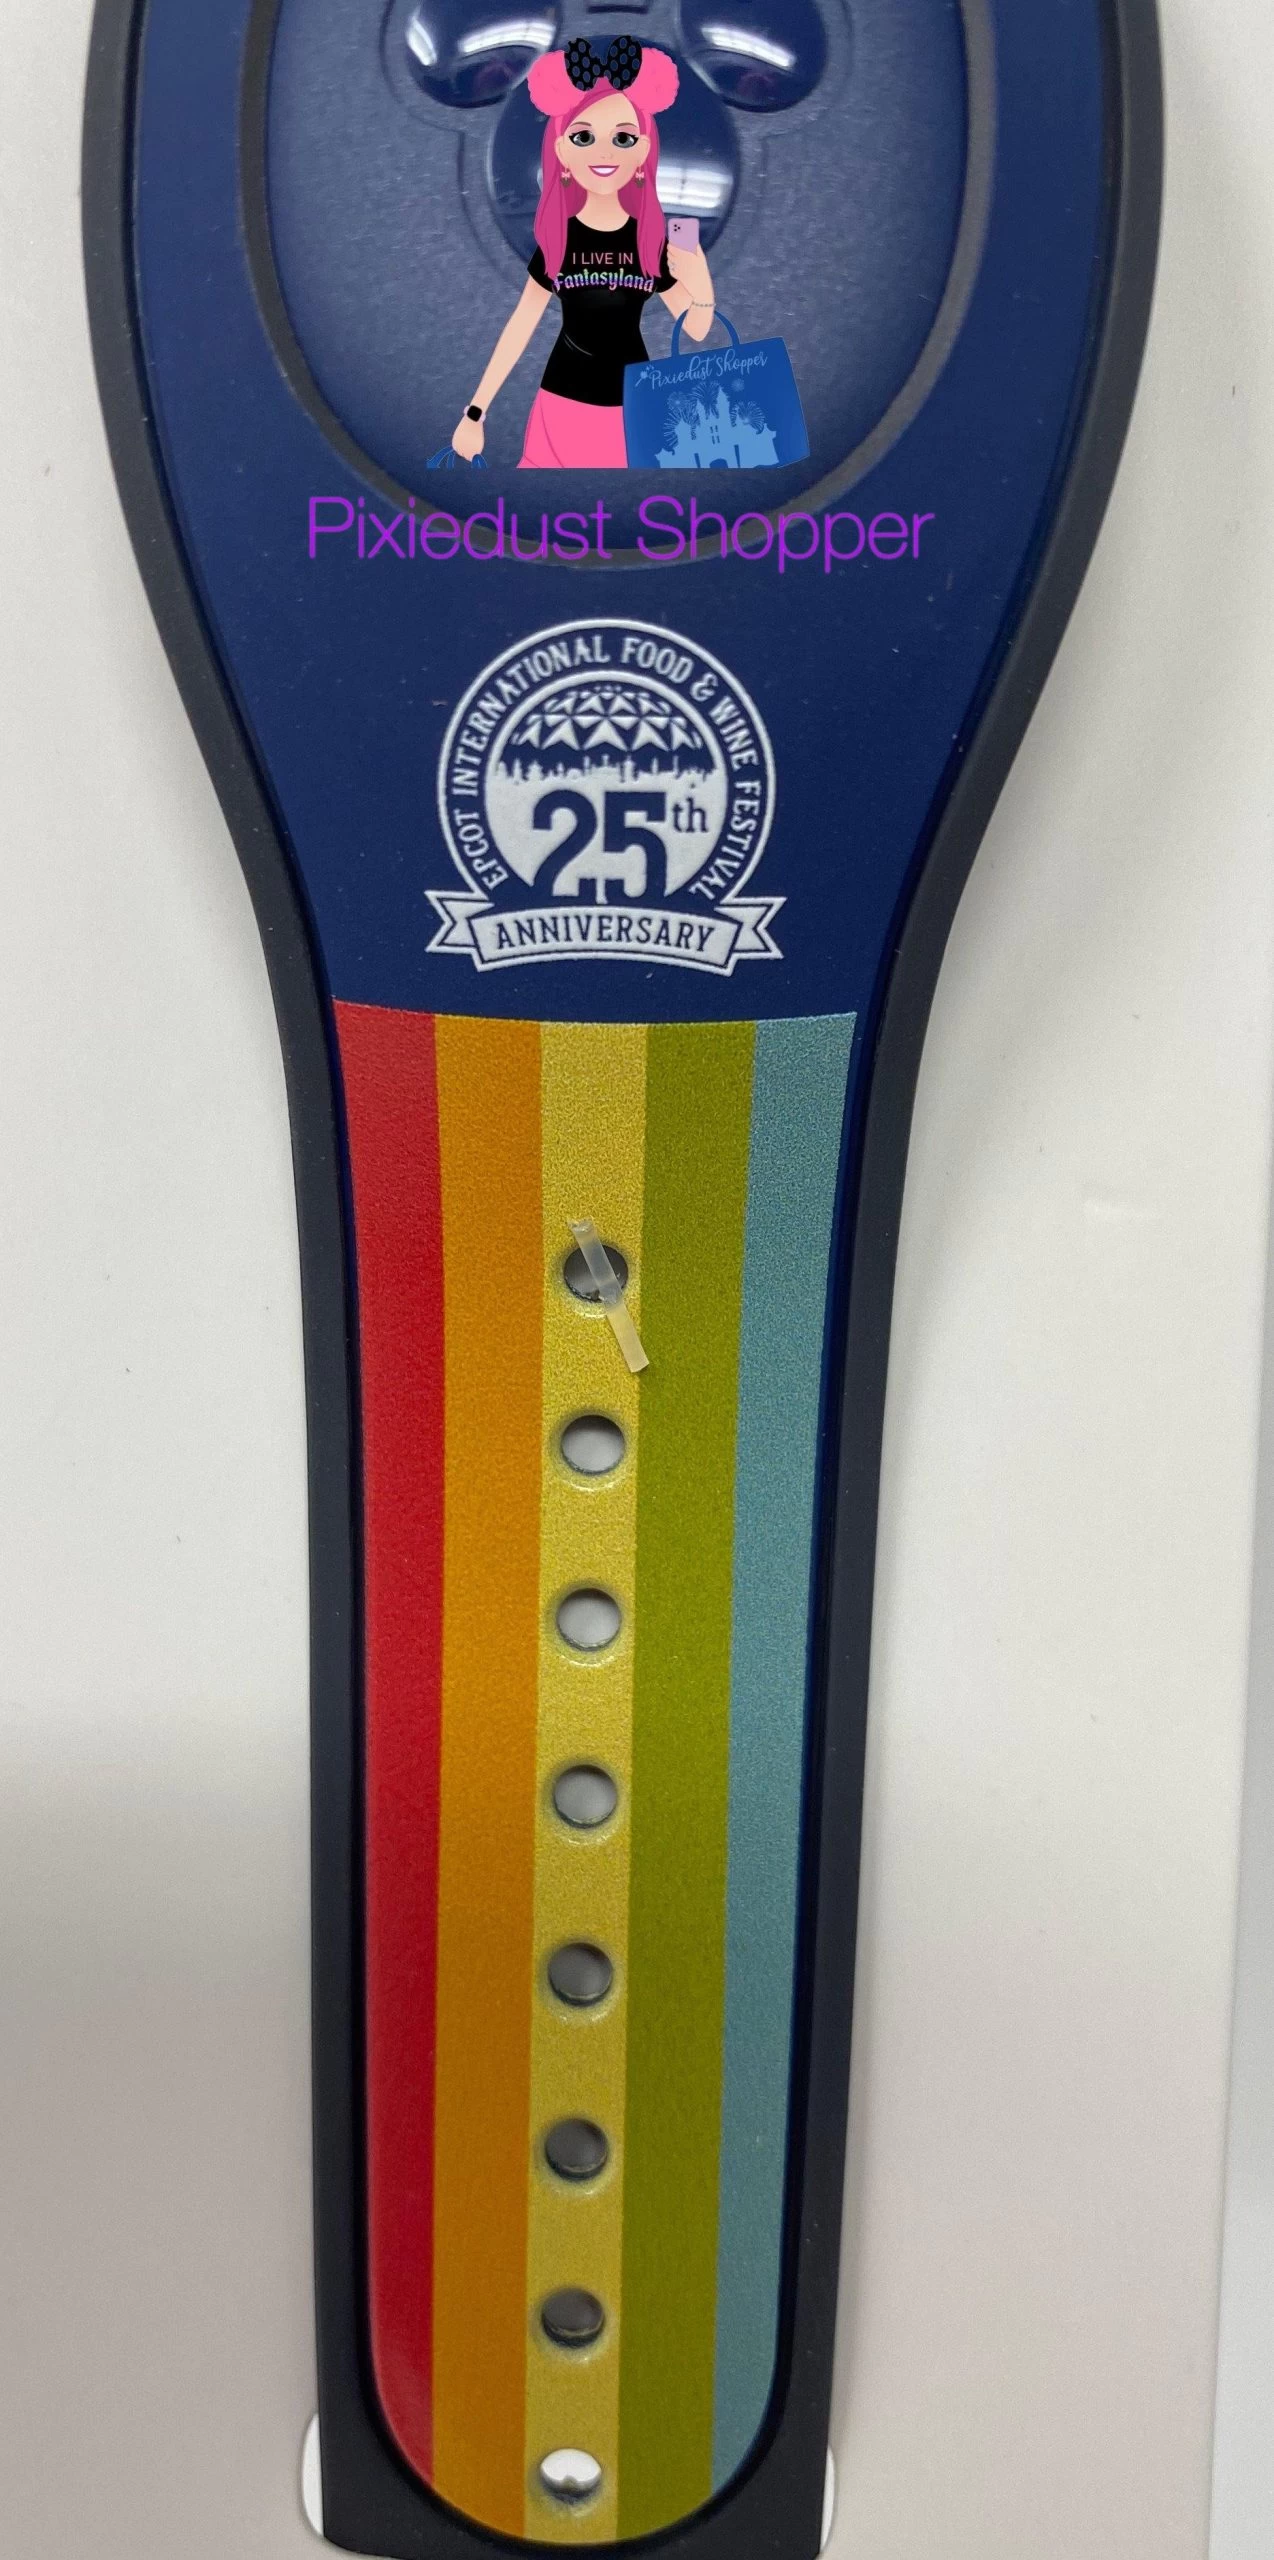 I LIVE IN
Fantasyland
Pixiedust Shopper
Pixiedust Shopper
EPCOT INTERNATIONAL FOOD & WINE FESTIVAL
25th
ANNIVERSARY